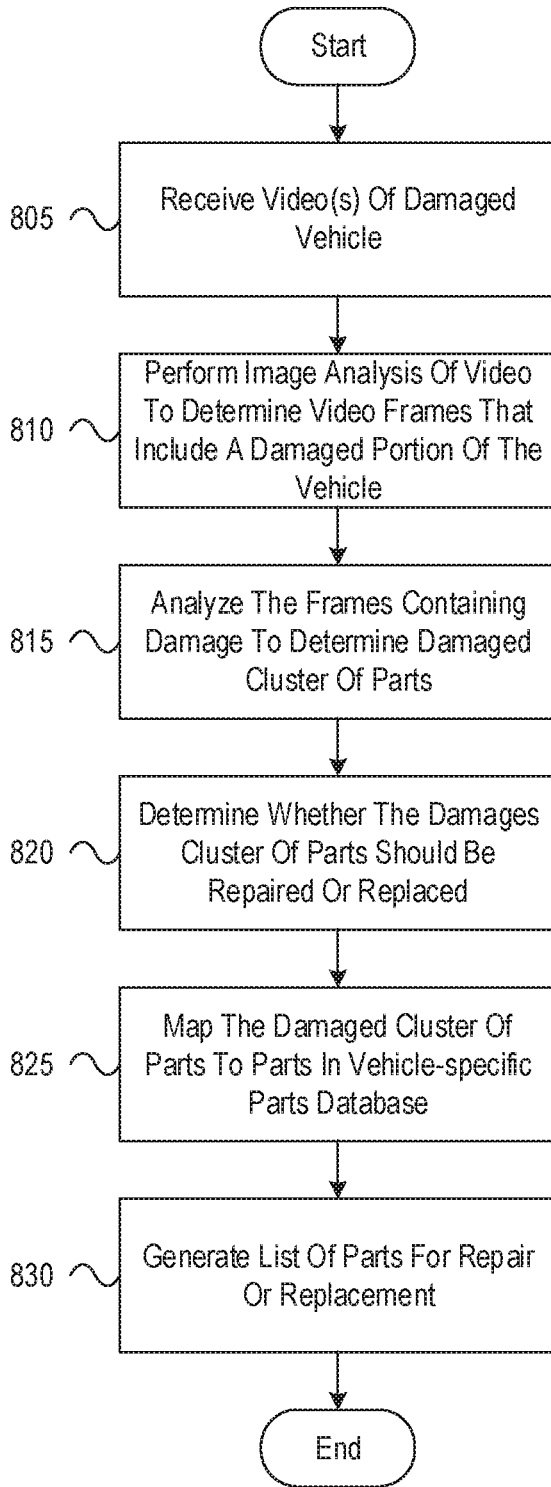 Start
805
Receive Video(s) Of Damaged
Vehicle
810
Perform Image Analysis Of Video
To Determine Video Frames That
Include A Damaged Portion Of The
Vehicle
815
Analyze The Frames Containing
Damage To Determine Damaged
Cluster Of Parts
820
Determine Whether The Damages
Cluster Of Parts Should Be
Repaired Or Replaced
825
Map The Damaged Cluster Of
Parts To Parts In Vehicle-specific
Parts Database
830
Generate List Of Parts For Repair
Or Replacement
End